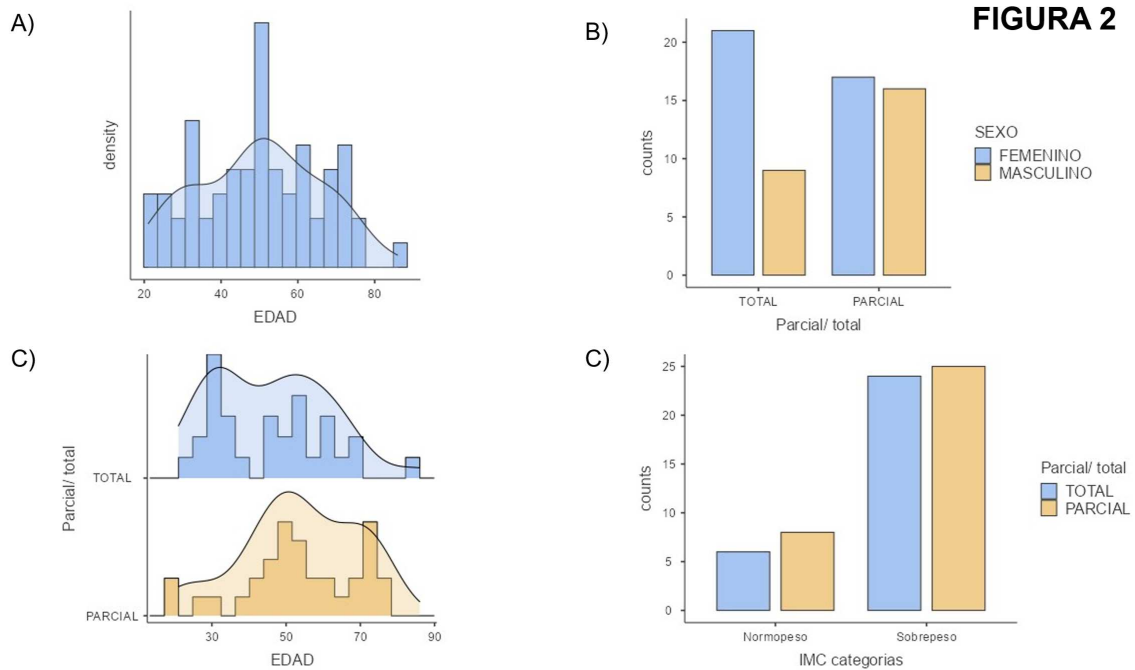 FIGURA 2
A)
density
20 40 60 80
EDAD
B)
counts
20
15
10
5
0
TOTAL PARCIAL
Parcial/ total
SEXO
FEMENINO
MASCULINO
C)
Parcial/ total
TOTAL
PARCIAL
30 50 70 90
EDAD
C)
counts
25
20
15
10
5
0
Normopeso Sobrepeso
IMC categorias
Parcial/ total
TOTAL
PARCIAL